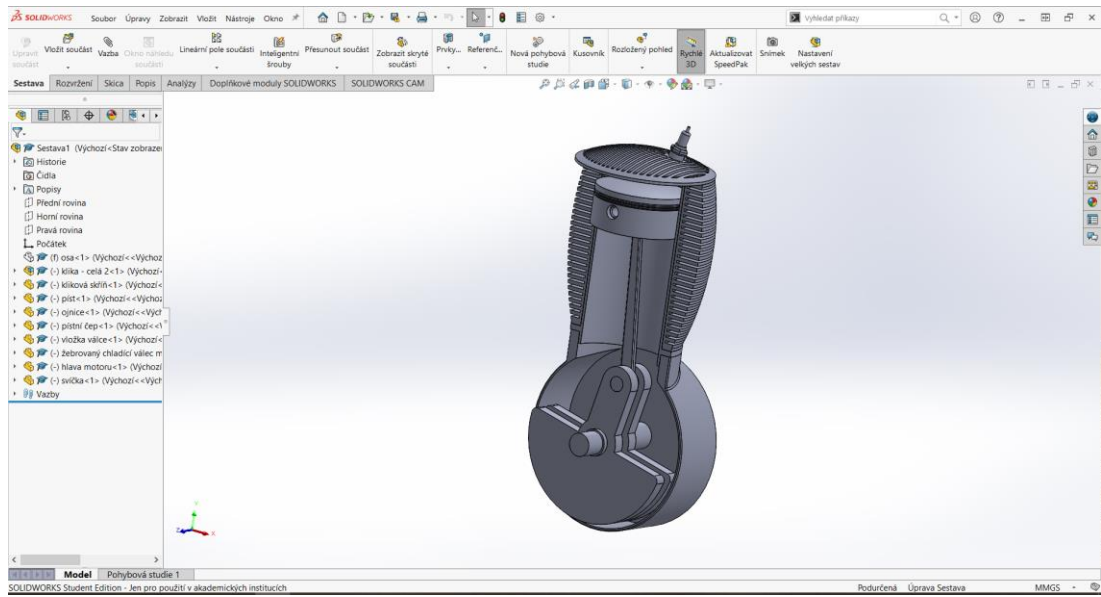 SOLIDWORKS Soubor Úpravy Zobrazit Vložit Nástroje Okno Vyhledat příkazy
Upravit součást
Vložit součást
Vazba
Okno náhledu součásti
Lineární pole součásti
Inteligentní šrouby
Přesunout součást
Zobrazit skryté součásti
Prvky...
Referenč...
Nová pohybová studie
Kusovník
Rozložený pohled
Rychlé 3D
Aktualizovat SpeedPak
Snímek
Nastavení velkých sestav
Sestava Rozvržení Skica Popis Analýzy Doplňkové moduly SOLIDWORKS SOLIDWORKS CAM
Sestava1 (Výchozí<Stav zobrazer
Historie
Čidla
Popisy
Přední rovina
Horní rovina
Pravá rovina
Počátek
(f) osa<1> (Výchozí<<Výchoz
(-) klika - celá 2<1> (Výchozí<
(-) kliková skříň<1> (Výchozí<
(-) píst<1> (Výchozí<<Výchoz
(-) ojnice<1> (Výchozí<<Vých
(-) pístní čep<1> (Výchozí<<V
(-) vložka válce<1> (Výchozí<
(-) žebrovaný chladící válec m
(-) hlava motoru<1> (Výchozí
(-) svíčka<1> (Výchozí<<Vých
Vazby
Y
Z X
Model Pohybová studie 1
SOLIDWORKS Student Edition - Jen pro použití v akademických institucích Podurčená Úprava Sestava MMGS